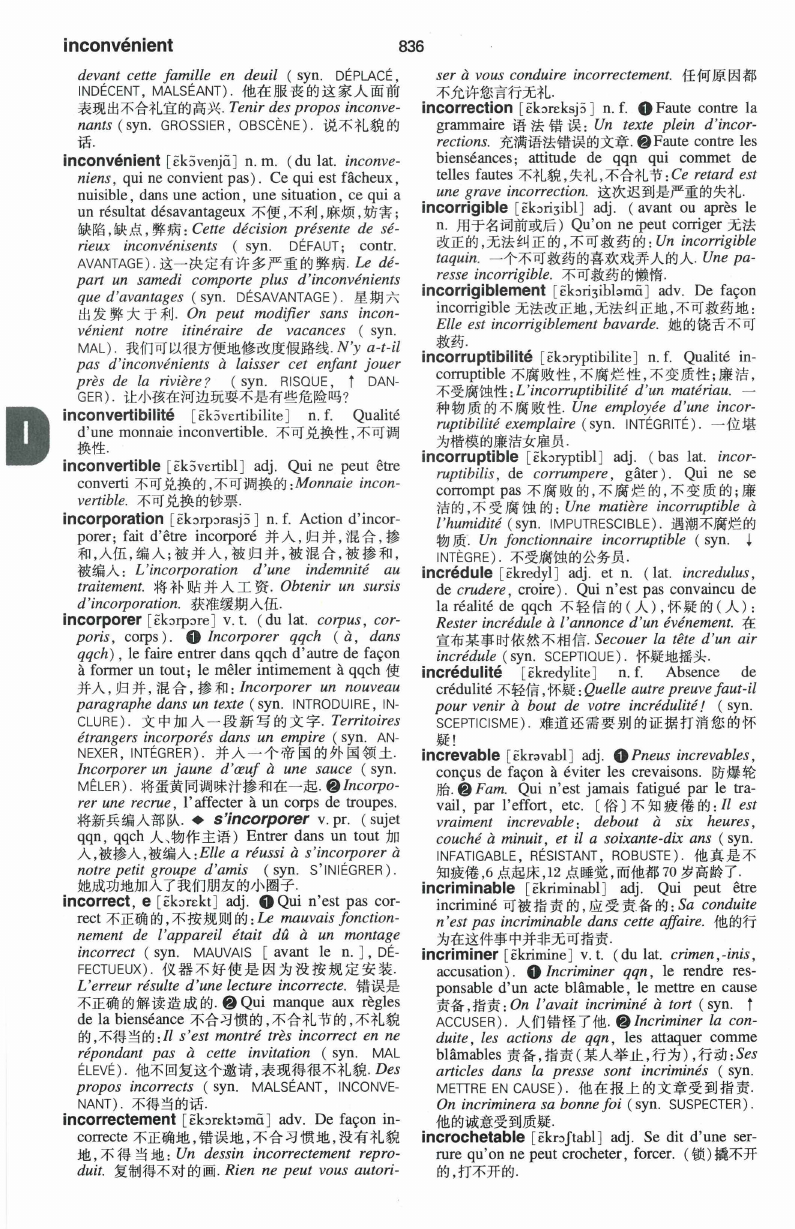 inconvénient
836
devant cette famille en deuil ( syn. DÉPLACÉ,
INDÉCENT, MALSÉANT). 他在服丧的这家人面前
表现出不合礼宜的高兴. Tenir des propos inconve-
nants ( syn. GROSSIER, OBSCÈNE). 说不礼貌的
话.
inconvénient [ɛ̃kɔ̃venjɑ̃] n. m. ( du lat. inconve-
niens, qui ne convient pas). Ce qui est fâcheux,
nuisible, dans une action, une situation, ce qui a
un résultat désavantageux 不便,不利,麻烦,妨害;
缺陷,缺点,弊病: Cette décision présente de sé-
rieux inconvénisents ( syn. DÉFAUT; contr.
AVANTAGE). 这一决定有许多严重的弊病. Le dé-
part un samedi comporte plus d'inconvénients
que d'avantages ( syn. DÉSAVANTAGE). 星期六
出发弊大于利. On peut modifier sans incon-
vénient notre itinéraire de vacances ( syn.
MAL). 我们可以很方便地修改度假路线. N'y a-t-il
pas d'inconvénients à laisser cet enfant jouer
près de la rivière? ( syn. RISQUE, ↑ DAN-
GER). 让小孩在河边玩耍不是有些危险吗?
inconvertibilité [ɛ̃kɔ̃vɛrtibilite] n. f. Qualité
d'une monnaie inconvertible. 不可兑换性,不可调
换性.
inconvertible [ɛ̃kɔ̃vɛrtibl] adj. Qui ne peut être
converti 不可兑换的,不可调换的: Monnaie incon-
vertible. 不可兑换的钞票.
incorporation [ɛ̃kɔrpɔrasjɔ̃] n. f. Action d'incor-
porer; fait d'être incorporé 并入,归并,混合,掺
和,入伍,编入;被并入,被归并,被混合,被掺和,
被编入: L'incorporation d'une indemnité au
traitement. 将补贴并入工资. Obtenir un sursis
d'incorporation. 获准缓期入伍.
incorporer [ɛ̃kɔrpɔre] v. t. ( du lat. corpus, cor-
poris, corps). ❶ Incorporer qqch ( à, dans
qqch), le faire entrer dans qqch d'autre de façon
à former un tout; le mêler intimement à qqch 使
并入,归并,混合,掺和: Incorporer un nouveau
paragraphe dans un texte ( syn. INTRODUIRE, IN-
CLURE). 文中加入一段新写的文字. Territoires
étrangers incorporés dans un empire ( syn. AN-
NEXER, INTÉGRER). 并入一个帝国的外国领土.
Incorporer un jaune d'œuf à une sauce ( syn.
MÊLER). 将蛋黄同调味汁掺和在一起. ❷ Incorpo-
rer une recrue, l'affecter à un corps de troupes.
将新兵编入部队. ◆ s'incorporer v. pr. ( sujet
qqn, qqch 人、物作主语) Entrer dans un tout 加
入,被掺入,被编入: Elle a réussi à s'incorporer à
notre petit groupe d'amis ( syn. S'INIÉGRER).
她成功地加入了我们朋友的小圈子.
incorrect, e [ɛ̃kɔrɛkt] adj. ❶ Qui n'est pas cor-
rect 不正确的,不按规则的: Le mauvais fonction-
nement de l'appareil était dû à un montage
incorrect ( syn. MAUVAIS [ avant le n. ], DÉ-
FECTUEUX). 仪器不好使是因为没按规定安装.
L'erreur résulte d'une lecture incorrecte. 错误是
不正确的解读造成的. ❷ Qui manque aux règles
de la bienséance 不合习惯的,不合礼节的,不礼貌
的,不得当的: Il s'est montré très incorrect en ne
répondant pas à cette invitation ( syn. MAL
ÉLEVÉ). 他不回复这个邀请,表现得很不礼貌. Des
propos incorrects ( syn. MALSÉANT, INCONVE-
NANT). 不得当的话.
incorrectement [ɛ̃kɔrɛktəmɑ̃] adv. De façon in-
correcte 不正确地,错误地,不合习惯地,没有礼貌
地,不得当地: Un dessin incorrectement repro-
duit. 复制得不对的画. Rien ne peut vous autori-
ser à vous conduire incorrectement. 任何原因都
不允许您言行无礼.
incorrection [ɛ̃kɔrɛksjɔ̃] n. f. ❶ Faute contre la
grammaire 语法错误: Un texte plein d'incor-
rections. 充满语法错误的文章. ❷ Faute contre les
bienséances; attitude de qqn qui commet de
telles fautes 不礼貌,失礼,不合礼节: Ce retard est
une grave incorrection. 这次迟到是严重的失礼.
incorrigible [ɛ̃kɔriʒibl] adj. ( avant ou après le
n. 用于名词前或后) Qu'on ne peut corriger 无法
改正的,无法纠正的,不可救药的: Un incorrigible
taquin. 一个不可救药的喜欢戏弄人的人. Une pa-
resse incorrigible. 不可救药的懒惰.
incorrigiblement [ɛ̃kɔriʒibləmɑ̃] adv. De façon
incorrigible 无法改正地,无法纠正地,不可救药地:
Elle est incorrigiblement bavarde. 她的饶舌不可
救药.
incorruptibilité [ɛ̃kɔryptibilite] n. f. Qualité in-
corruptible 不腐败性,不腐烂性,不变质性;廉洁,
不受腐蚀性: L'incorruptibilité d'un matériau. 一
种物质的不腐败性. Une employée d'une incor-
ruptibilité exemplaire ( syn. INTÉGRITÉ). 一位堪
为楷模的廉洁女雇员.
incorruptible [ɛ̃kɔryptibl] adj. ( bas lat. incor-
ruptibilis, de corrumpere, gâter). Qui ne se
corrompt pas 不腐败的,不腐烂的,不变质的;廉
洁的,不受腐蚀的: Une matière incorruptible à
l'humidité ( syn. IMPUTRESCIBLE). 遇潮不腐烂的
物质. Un fonctionnaire incorruptible ( syn. ↓
INTÈGRE). 不受腐蚀的公务员.
incrédule [ɛ̃kredyl] adj. et n. ( lat. incredulus,
de crudere, croire). Qui n'est pas convaincu de
la réalité de qqch 不轻信的(人),怀疑的(人):
Rester incrédule à l'annonce d'un événement. 在
宣布某事时依然不相信. Secouer la tête d'un air
incrédule ( syn. SCEPTIQUE). 怀疑地摇头.
incrédulité [ɛ̃kredylite] n. f. Absence de
crédulité 不轻信,怀疑: Quelle autre preuve faut-il
pour venir à bout de votre incrédulité! ( syn.
SCEPTICISME). 难道还需要别的证据打消您的怀
疑!
increvable [ɛ̃krəvabl] adj. ❶ Pneus increvables,
conçus de façon à éviter les crevaisons. 防爆轮
胎. ❷ Fam. Qui n'est jamais fatigué par le tra-
vail, par l'effort, etc. 〔俗〕不知疲倦的: Il est
vraiment increvable: debout à six heures,
couché à minuit, et il a soixante-dix ans ( syn.
INFATIGABLE, RÉSISTANT, ROBUSTE). 他真是不
知疲倦,6点起床,12点睡觉,而他都70岁高龄了.
incriminable [ɛ̃kriminabl] adj. Qui peut être
incriminé 可被指责的,应受责备的: Sa conduite
n'est pas incriminable dans cette affaire. 他的行
为在这件事中并非无可指责.
incriminer [ɛ̃krimine] v. t. ( du lat. crimen,-inis,
accusation). ❶ Incriminer qqn, le rendre res-
ponsable d'un acte blâmable, le mettre en cause
责备,指责: On l'avait incriminé à tort ( syn. ↑
ACCUSER). 人们错怪了他. ❷ Incriminer la con-
duite, les actions de qqn, les attaquer comme
blâmables 责备,指责(某人举止,行为),行动: Ses
articles dans la presse sont incriminés ( syn.
METTRE EN CAUSE). 他在报上的文章受到指责.
On incriminera sa bonne foi ( syn. SUSPECTER).
他的诚意受到质疑.
incrochetable [ɛ̃krɔʃtabl] adj. Se dit d'une ser-
rure qu'on ne peut crocheter, forcer. (锁)撬不开
的,打不开的.
I